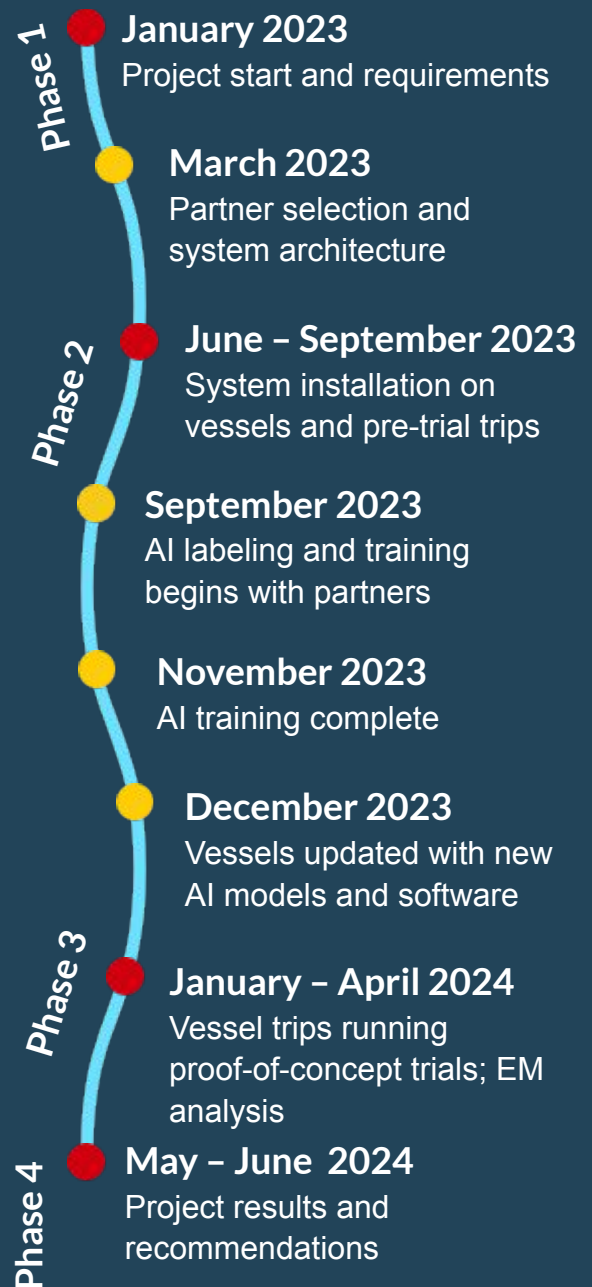 Phase 1
January 2023
Project start and requirements
March 2023
Partner selection and
system architecture
Phase 2
June – September 2023
System installation on
vessels and pre-trial trips
September 2023
AI labeling and training
begins with partners
November 2023
AI training complete
December 2023
Vessels updated with new
AI models and software
Phase 3
January – April 2024
Vessel trips running
proof-of-concept trials; EM
analysis
Phase 4
May – June 2024
Project results and
recommendations